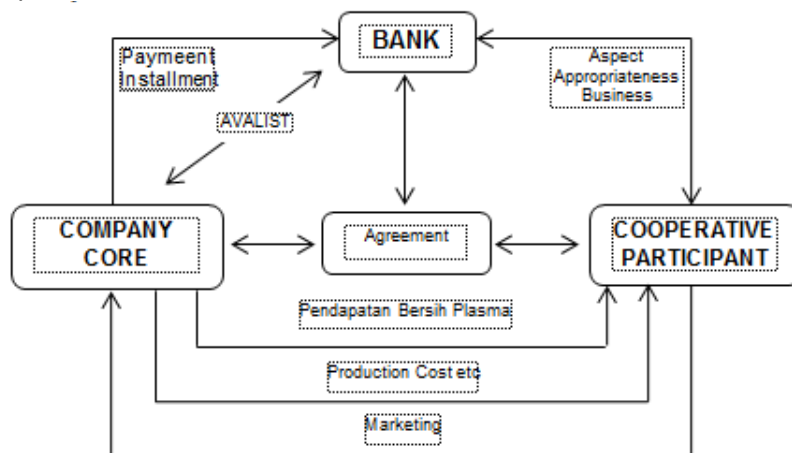 BANK
Paymeent
Installment
Aspect
Appropriateness
Business
AVALIST
COMPANY
CORE
Agreement
COOPERATIVE
PARTICIPANT
Pendapatan Bersih Plasma
Production Cost etc
Marketing